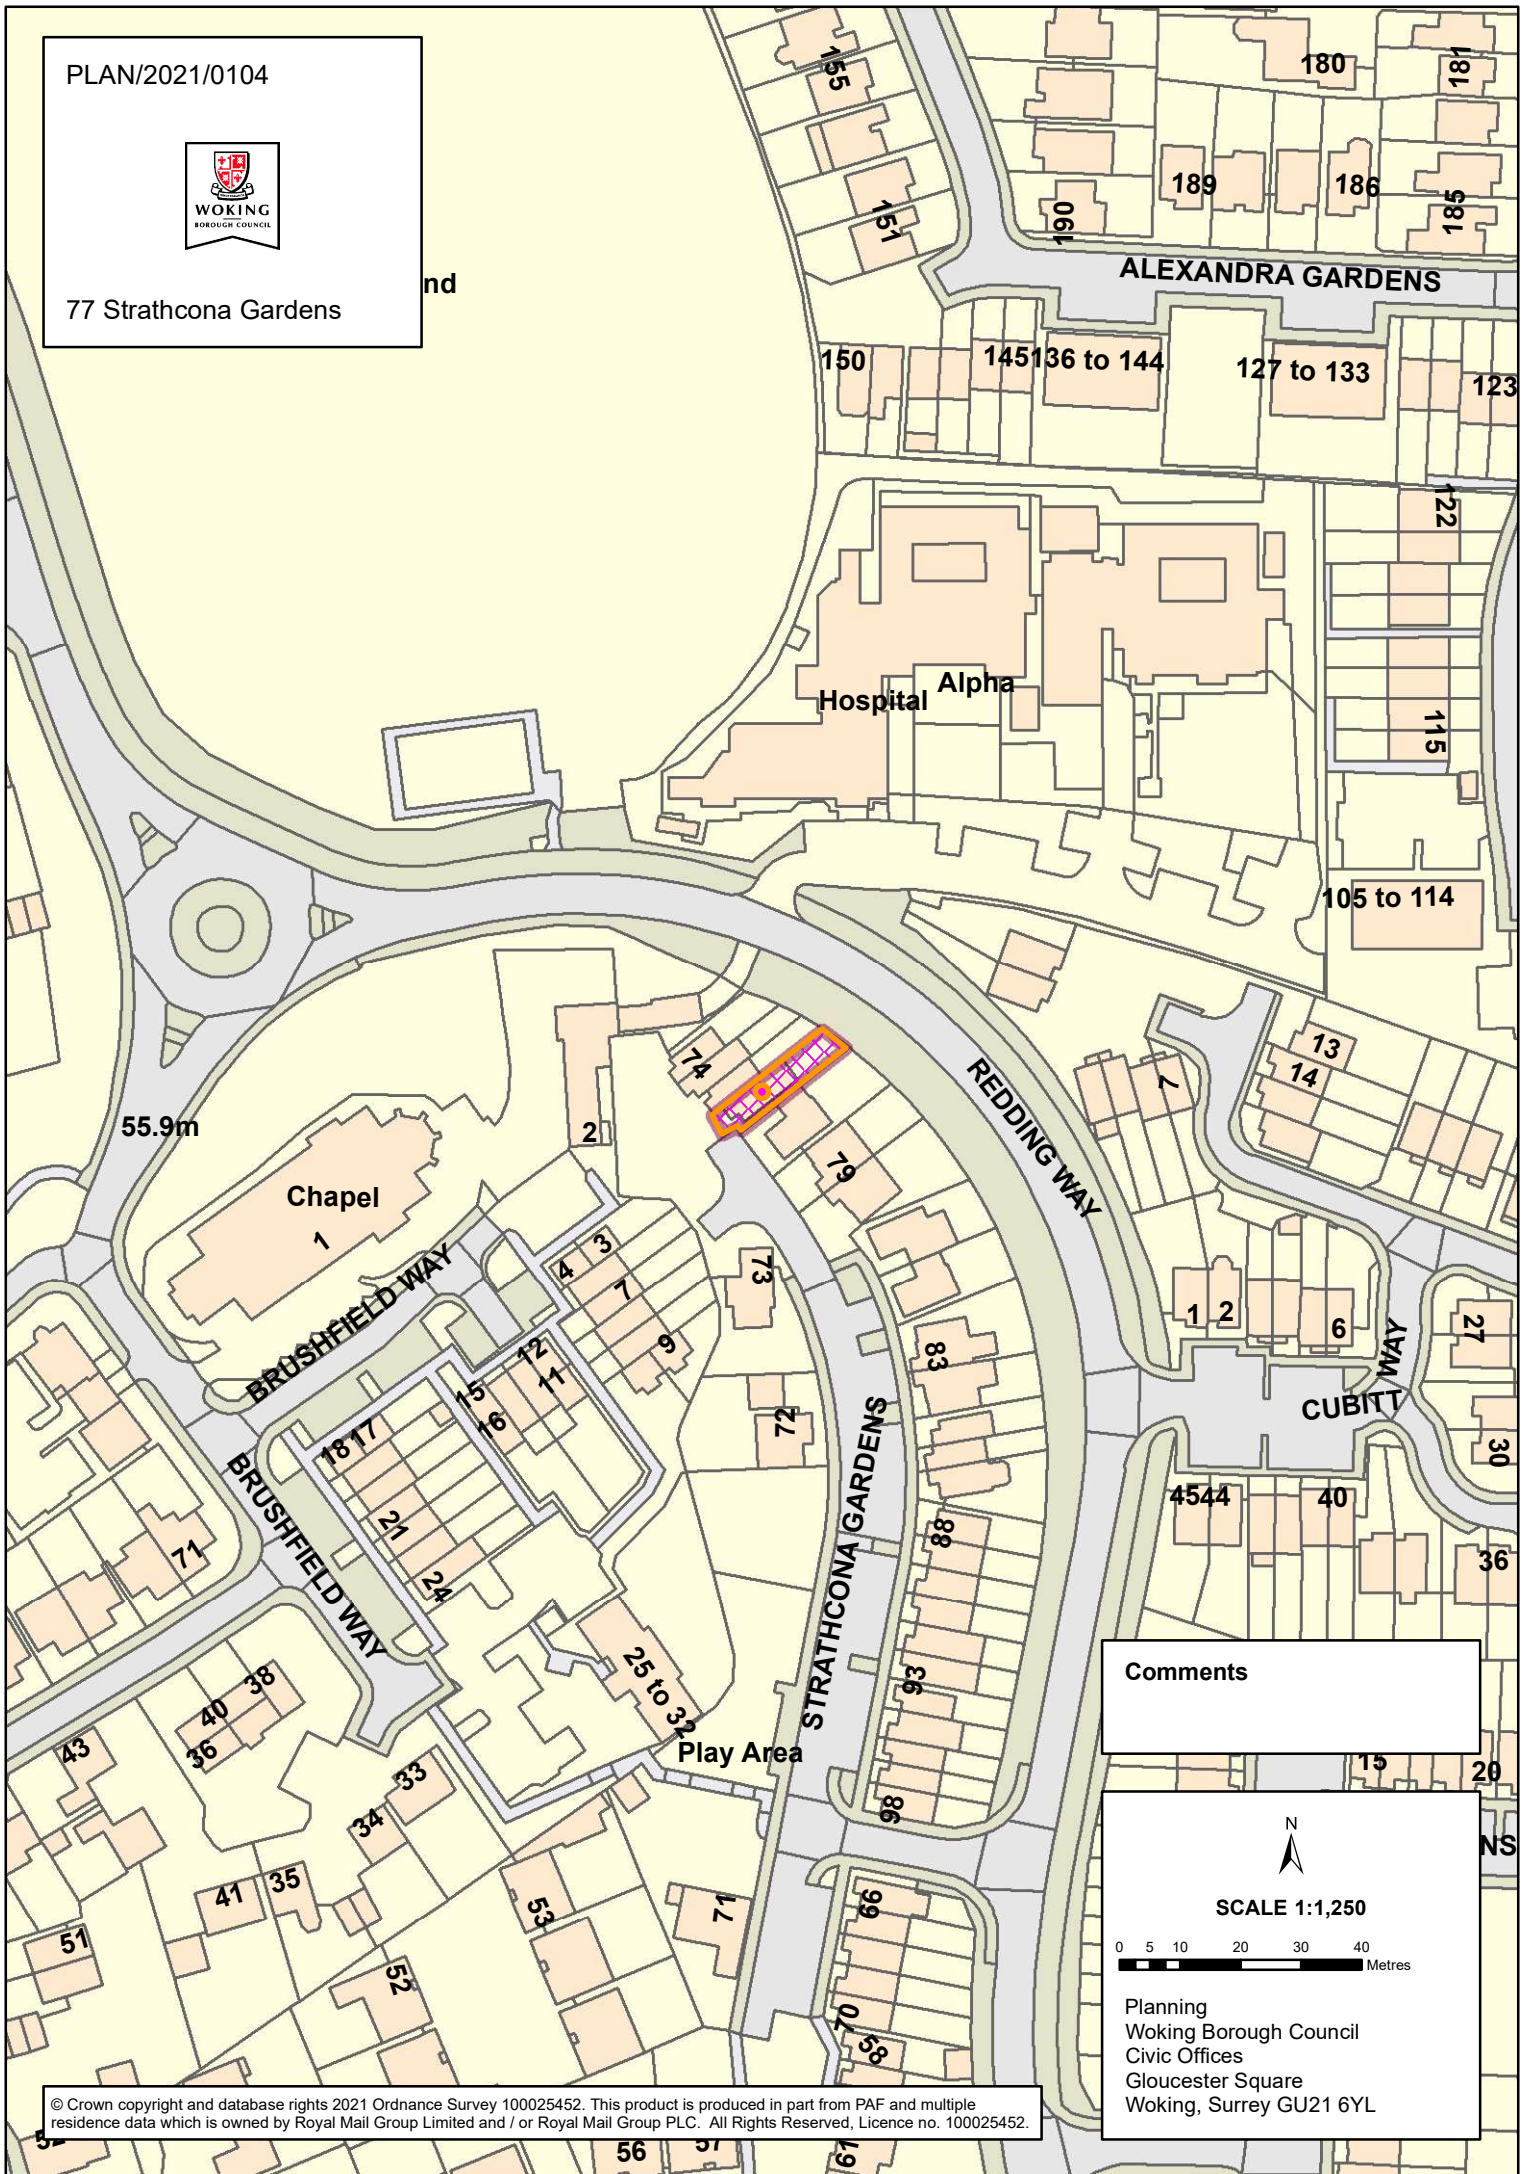 PLAN/2021/0104
WOKING
BOROUGH COUNCIL
77 Strathcona Gardens
nd
155
151
180
181
189
186
190
185
ALEXANDRA GARDENS
150
145
136 to 144
127 to 133
123
122
Alpha
Hospital
115
105 to 114
74
79
REDDING WAY
13
14
7
55.9m
2
Chapel
1
BRUSHFIELD WAY
3
4
7
9
73
12
11
15
16
83
1
2
6
27
WAY
CUBITT
18
17
72
30
STRATHCONA GARDENS
45
44
40
21
88
71
BRUSHFIELD WAY
24
36
25 to 32
93
38
40
36
43
Play Area
33
34
98
Comments
15
20
NS
41
35
53
71
66
51
52
70
58
N
SCALE 1:1,250
0 5 10 20 30 40
Metres
Planning
Woking Borough Council
Civic Offices
Gloucester Square
Woking, Surrey GU21 6YL
© Crown copyright and database rights 2021 Ordnance Survey 100025452. This product is produced in part from PAF and multiple
residence data which is owned by Royal Mail Group Limited and / or Royal Mail Group PLC. All Rights Reserved, Licence no. 100025452.
56
61